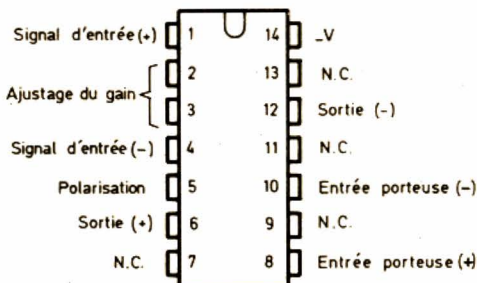 Signal d'entrée (+) 1 14 _V
2 13 N.C.
Ajustage du gain
3 12 Sortie (-)
Signal d'entrée (-) 4 11 N.C.
Polarisation 5 10 Entrée porteuse (-)
Sortie (+) 6 9 N.C.
N.C. 7 8 Entrée porteuse (+)